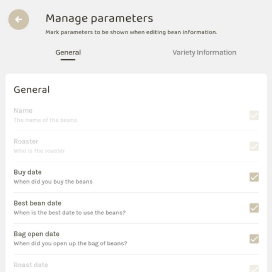 Manage parameters
Mark parameters to be shown when editing bean information.
General
Variety Information
General
Name
The name of the beans
Roaster
Who is the roaster
Buy date
When did you buy the beans
Best bean date
When is the best date to use the beans?
Bag open date
When did you open up the bag of beans?
Roast date